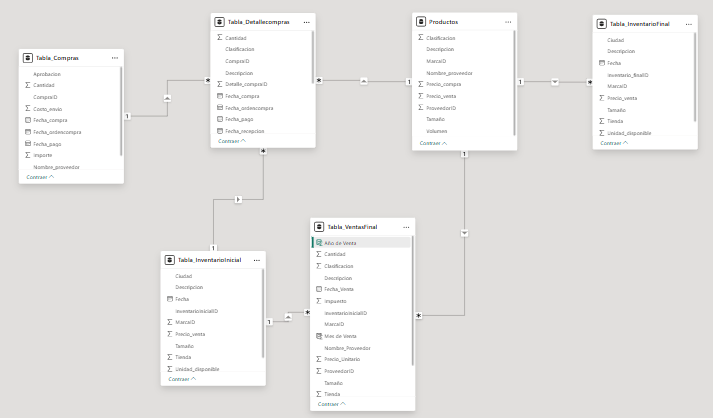 Tabla_Compras
Aprobacion
Cantidad
CompraID
Costo_envio
Fecha_compra
Fecha_ordescompra
Fecha_pago
Importe
Nombre_proveedor
Contraer
1
Tabla_Detallecompras
Cantidad
Clasificacion
CompraID
Descripcion
Detalle_compraID
Fecha_compra
Fecha_ordescompra
Fecha_pago
Fecha_recepcion
Contraer
*
*
*
Productos
Clasificacion
Descripcion
MarcaID
Nombre_proveedor
Precio_compra
Precio_venta
ProveedorID
Tamaño
Volumen
Contraer
1
1
1
Tabla_InventarioFinal
Ciudad
Descripcion
Fecha
Inventario_finalID
MarcaID
Precio_venta
Tamaño
Tienda
Unidad_disponible
Contraer
*
Tabla_InventarioInicial
Ciudad
Descripcion
Fecha
InventarioInicialID
MarcaID
Precio_venta
Tamaño
Tienda
Unidad_disponible
Contraer
1
1
Tabla_VentasFinal
Año de Venta
Cantidad
Clasificacion
Descripcion
Fecha_Venta
Impuesto
InventarioInicialID
MarcaID
Mes de Venta
Nombre_Proveedor
Precio_Unitario
ProveedorID
Tamaño
Tienda
Contraer
*
*